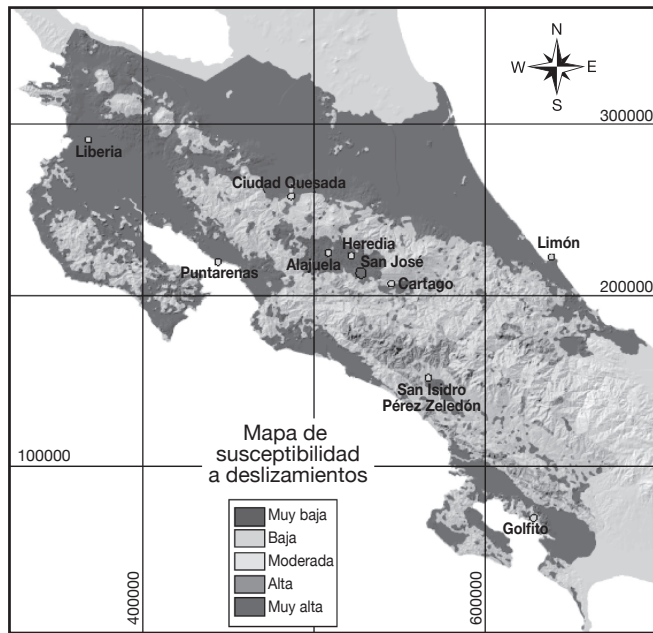 N
W E
S
300000
Liberia
Ciudad Quesada
Heredia
Limón
Alajuela
San José
Puntarenas
Cartago
200000
San Isidro
Pérez Zeledón
Mapa de
susceptibilidad
a deslizamientos
100000
Muy baja
Baja
Moderada
Alta
Muy alta
Golfito
400000
600000